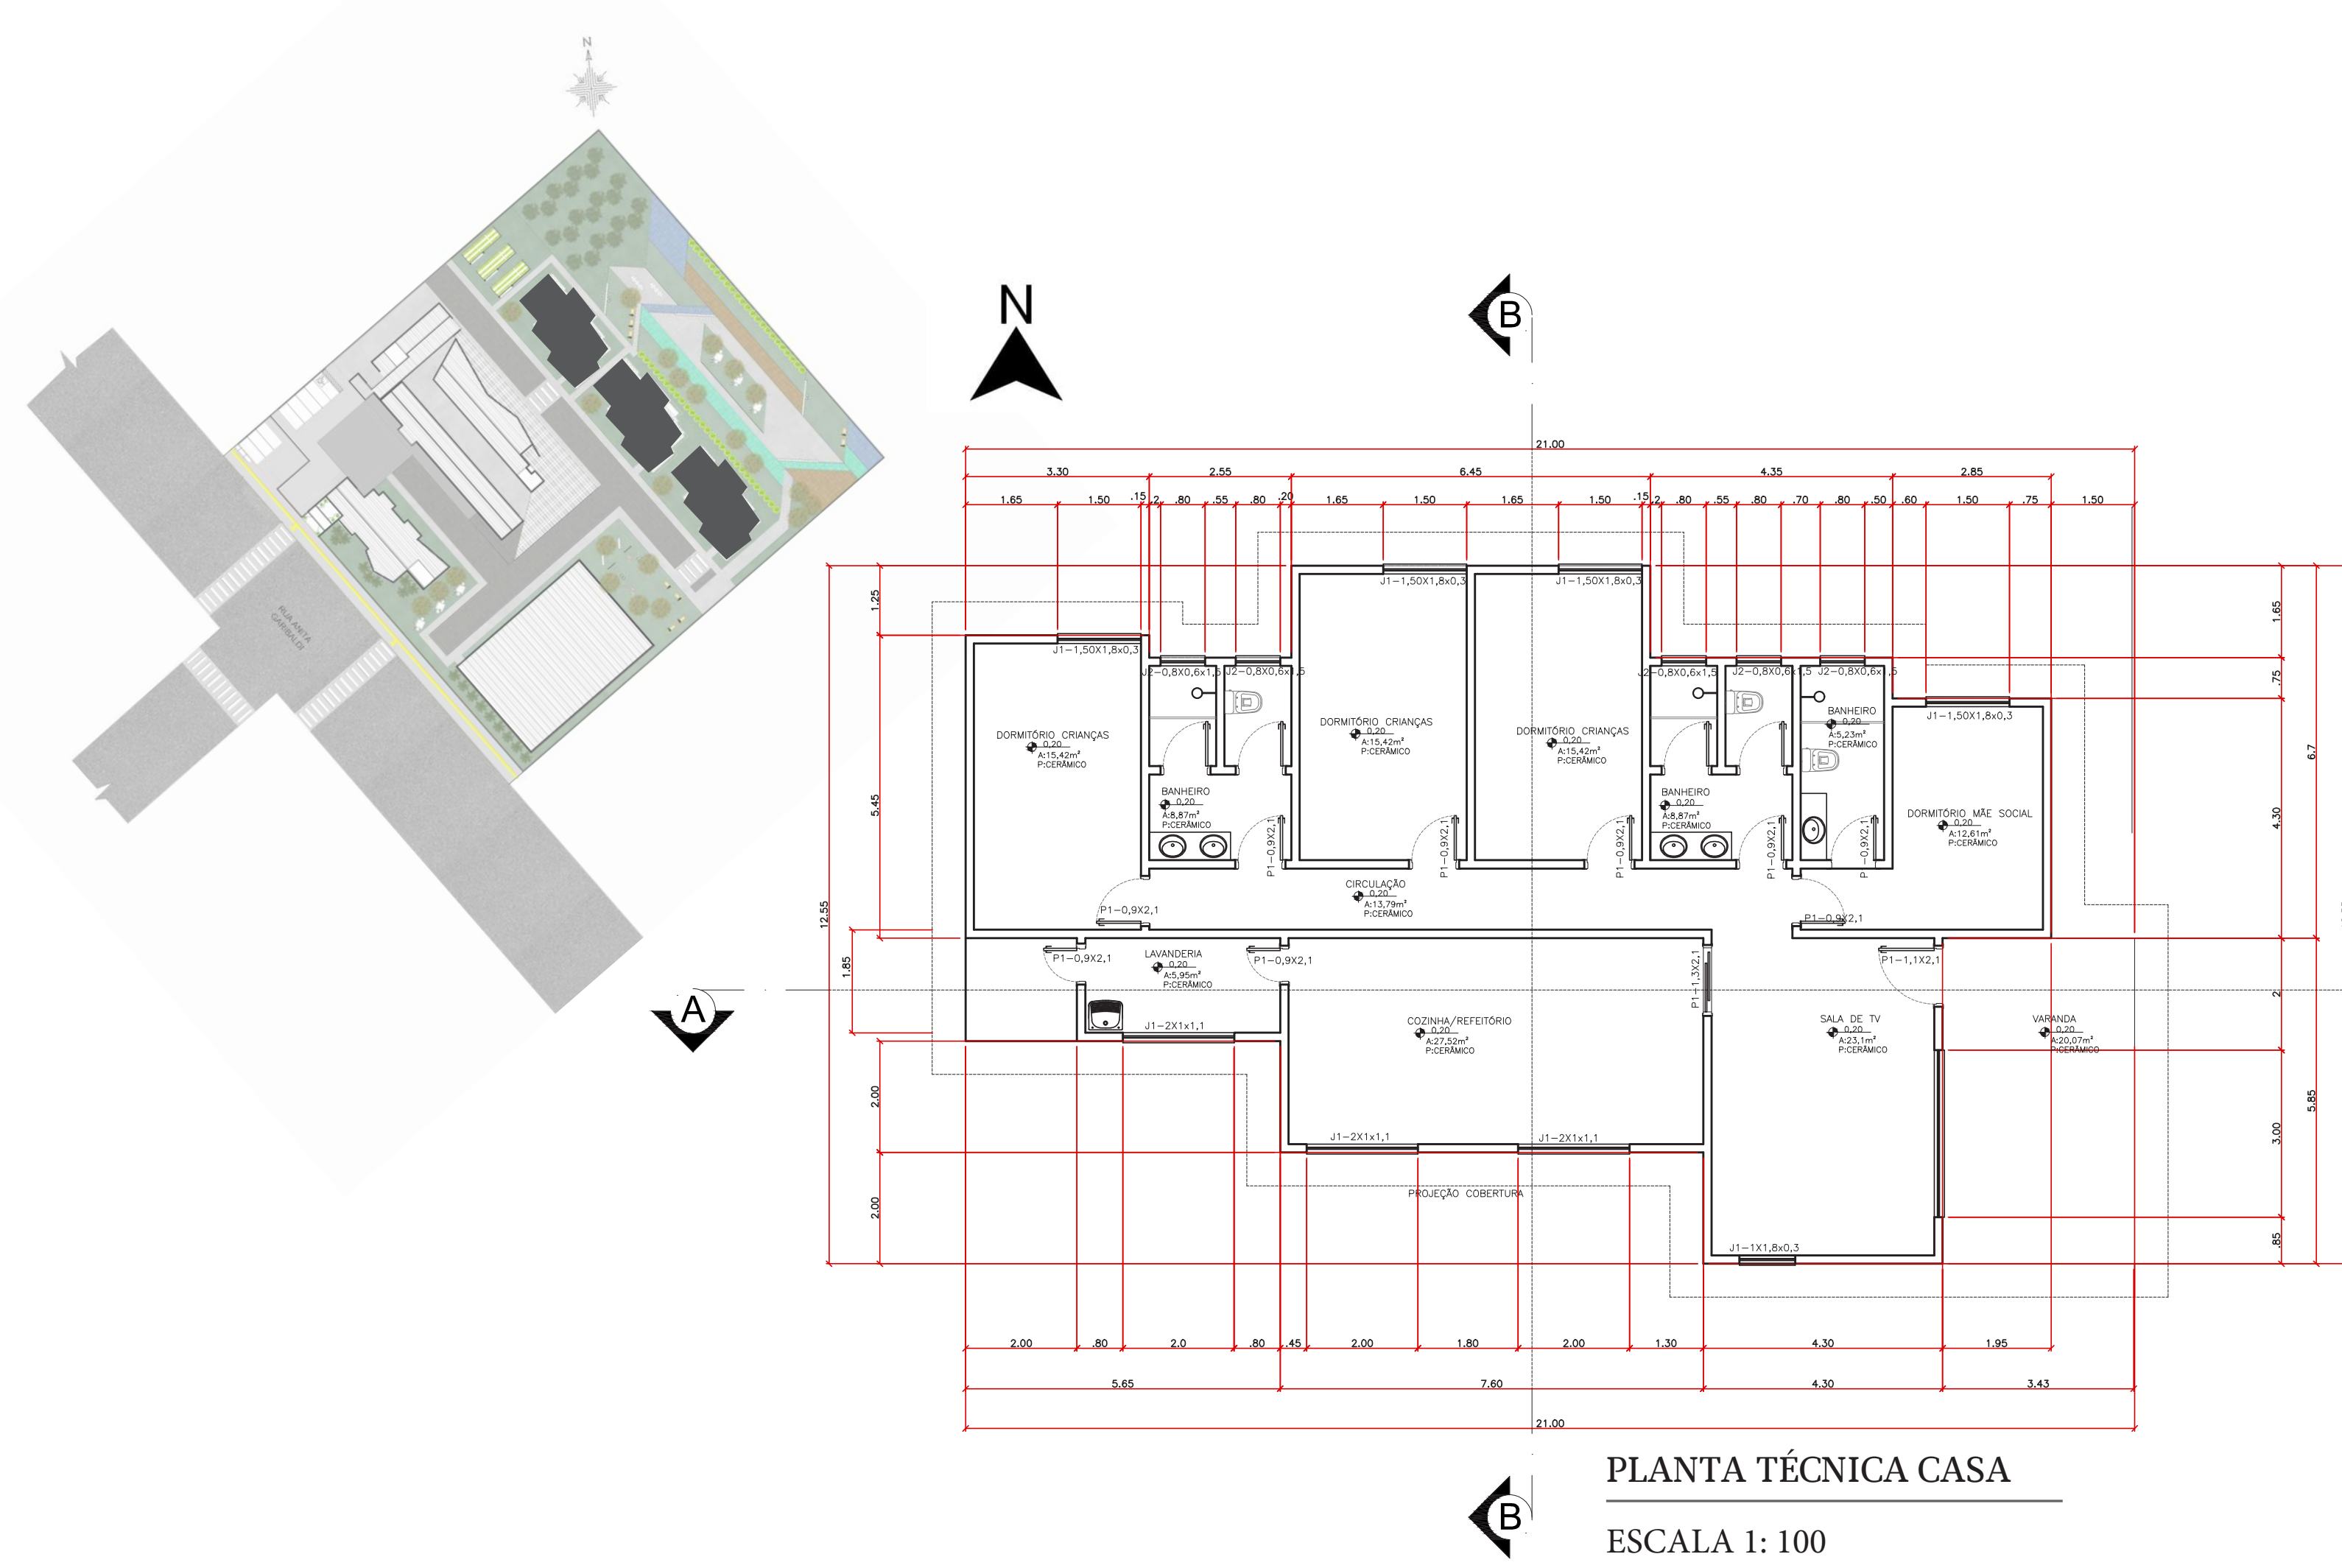 N
RUA ANITA
GARIBALDI
N
B
21.00
3.30 2.55 6.45 4.35 2.85
1.65 1.50 .15 .2 .80 .55 .80 .20 1.65 1.50 1.65 1.50 .15 .2 .80 .55 .80 .70 .80 .50 .60 1.50 .75 1.50
J1-1,50X1,8x0,3 J1-1,50X1,8x0,3
1.25
1.65
J1-1,50X1,8x0,3
J2-0,8X0,6x1,5 J2-0,8X0,6x1,5 J2-0,8X0,6x1,5 J2-0,8X0,6x1,5 J2-0,8X0,6x1,5
.75
J1-1,50X1,8x0,3
DORMITÓRIO CRIANÇAS
0,20
A:15,42m²
P:CERÂMICO
DORMITÓRIO CRIANÇAS
0,20
A:15,42m²
P:CERÂMICO
DORMITÓRIO CRIANÇAS
0,20
A:15,42m²
P:CERÂMICO
BANHEIRO
0,20
A:5,23m²
P:CERÂMICO
6.7
BANHEIRO
0,20
A:8,87m²
P:CERÂMICO
BANHEIRO
0,20
A:8,87m²
P:CERÂMICO
DORMITÓRIO MÃE SOCIAL
0,20
A:12,61m²
P:CERÂMICO
5.45
4.30
P1-0,9X2,1
P1-0,9X2,1
P1-0,9X2,1
P1-0,9X2,1
P1-0,9X2,1
CIRCULAÇÃO
0,20
A:13,79m²
P:CERÂMICO
P1-0,9X2,1
P1-0,9X2,1
12.55
1.85
P1-0,9X2,1
LAVANDERIA
0,20
A:5,95m²
P:CERÂMICO
P1-0,9X2,1
P1-1,3X2,1
P1-1,1X2,1
2
A
J1-2X1x1,1
COZINHA/REFEITÓRIO
0,20
A:27,52m²
P:CERÂMICO
SALA DE TV
0,20
A:23,1m²
P:CERÂMICO
VARANDA
0,20
A:20,07m²
P:CERÂMICO
2.00
5.85
3.00
J1-2X1x1,1 J1-2X1x1,1
PROJEÇÃO COBERTURA
2.00
.85
J1-1X1,8x0,3
2.00 .80 2.0 .80 .45 2.00 1.80 2.00 1.30 4.30 1.95
5.65 7.60 4.30 3.43
21.00
B
PLANTA TÉCNICA CASA
ESCALA 1: 100